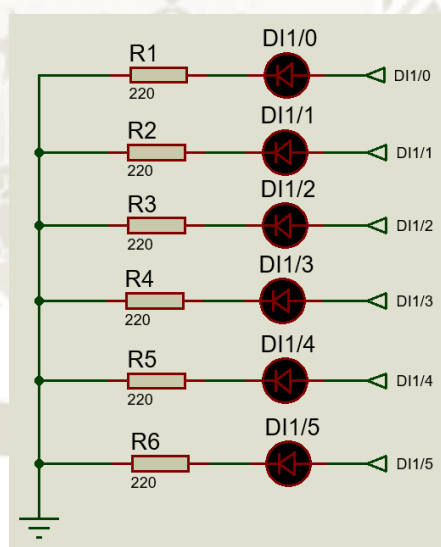 R1
220
DI1/0
DI1/0
R2
220
DI1/1
DI1/1
R3
220
DI1/2
DI1/2
R4
220
DI1/3
DI1/3
R5
220
DI1/4
DI1/4
R6
220
DI1/5
DI1/5